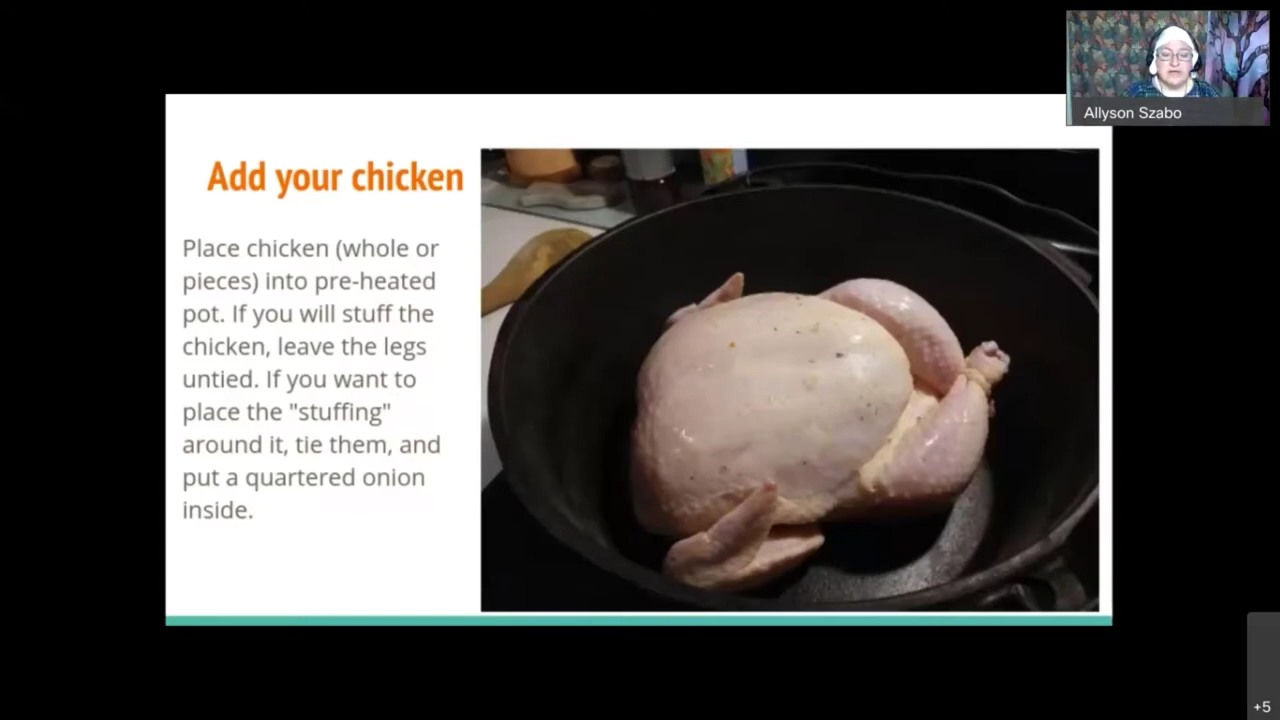 Allyson Szabo
Add your chicken
Place chicken (whole or
pieces) into pre-heated
pot. If you will stuff the
chicken, leave the legs
untied. If you want to
place the "stuffing"
around it, tie them, and
put a quartered onion
inside.
+5